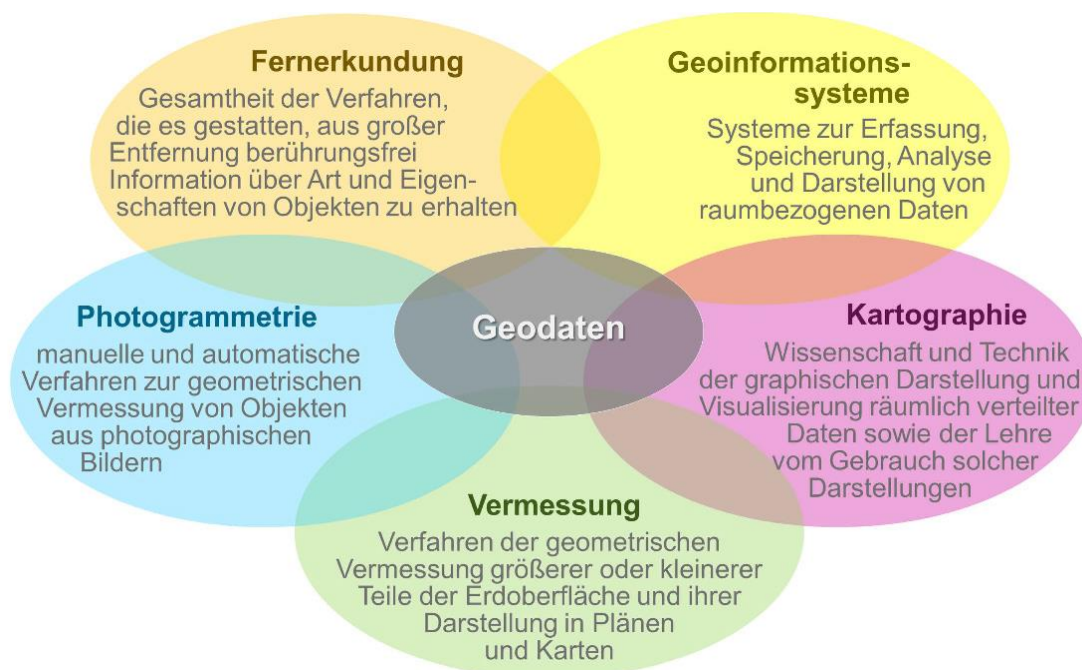 Fernerkundung
Gesamtheit der Verfahren,
die es gestatten, aus großer
Entfernung berührungsfrei
Information über Art und Eigen-
schaften von Objekten zu erhalten
Geoinformations-
systeme
Systeme zur Erfassung,
Speicherung, Analyse
und Darstellung von
raumbezogenen Daten
Photogrammetrie
manuelle und automatische
Verfahren zur geometrischen
Vermessung von Objekten
aus photographischen
Bildern
Geodaten
Kartographie
Wissenschaft und Technik
der graphischen Darstellung und
Visualisierung räumlich verteilter
Daten sowie der Lehre
vom Gebrauch solcher
Darstellungen
Vermessung
Verfahren der geometrischen
Vermessung größerer oder kleinerer
Teile der Erdoberfläche und ihrer
Darstellung in Plänen
und Karten